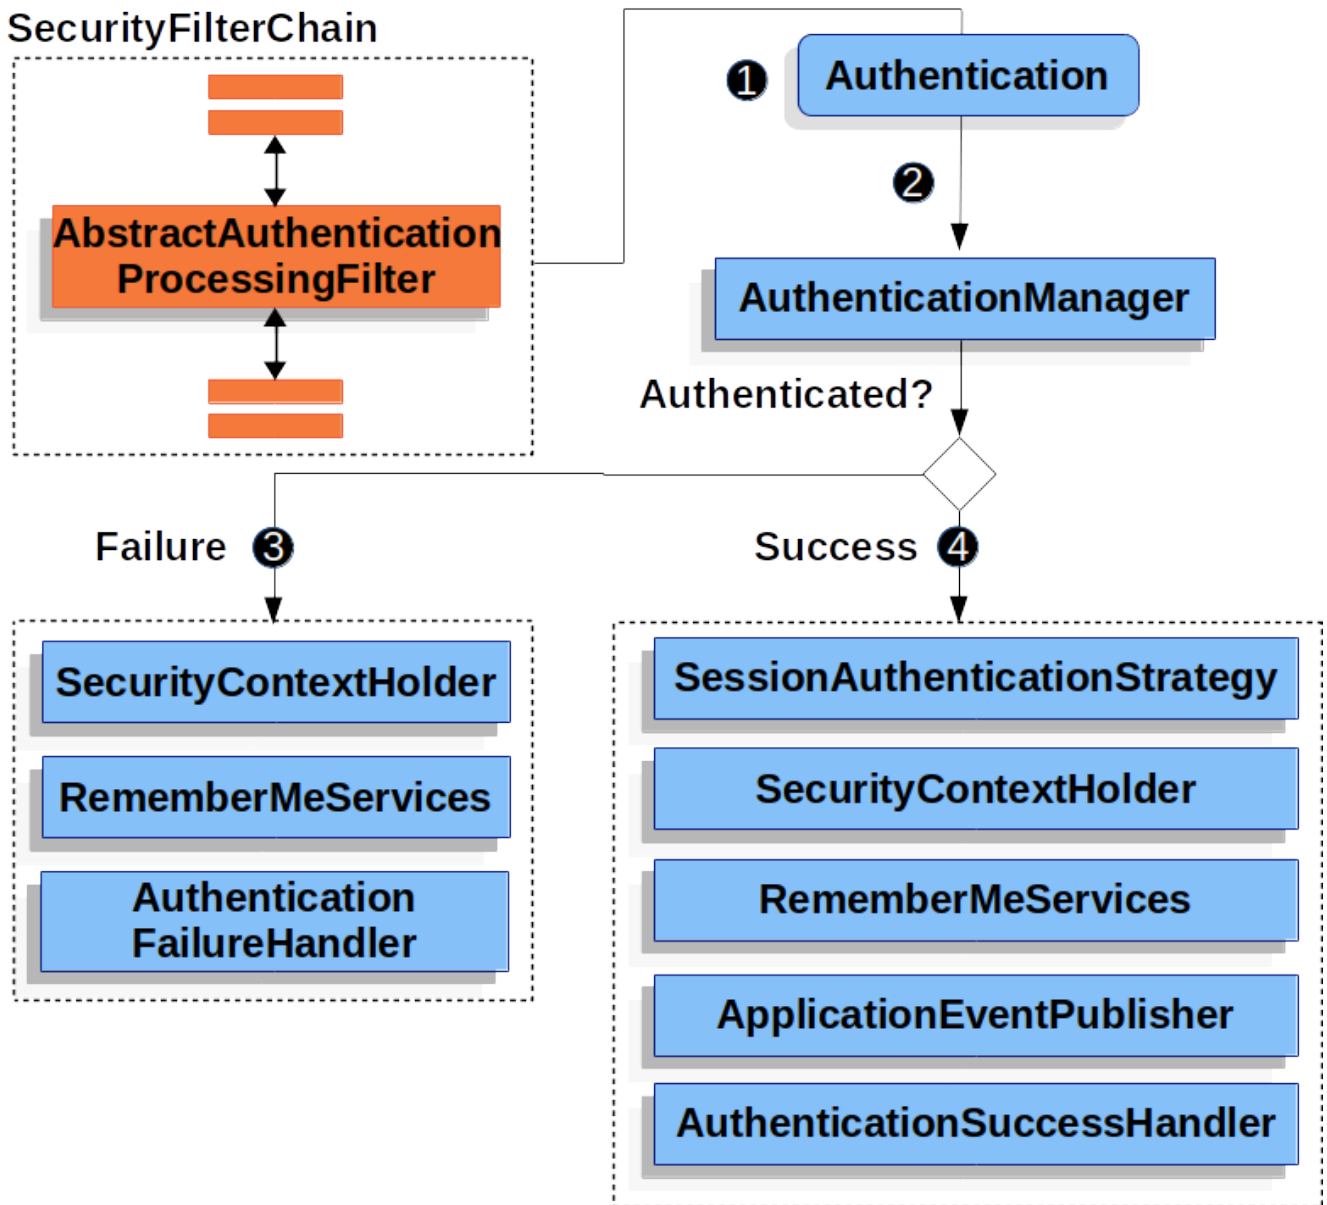 SecurityFilterChain
AbstractAuthentication
ProcessingFilter
1
Authentication
2
AuthenticationManager
Authenticated?
Failure
3
Success
4
SecurityContextHolder
RememberMeServices
Authentication
FailureHandler
SessionAuthenticationStrategy
SecurityContextHolder
RememberMeServices
ApplicationEventPublisher
AuthenticationSuccessHandler